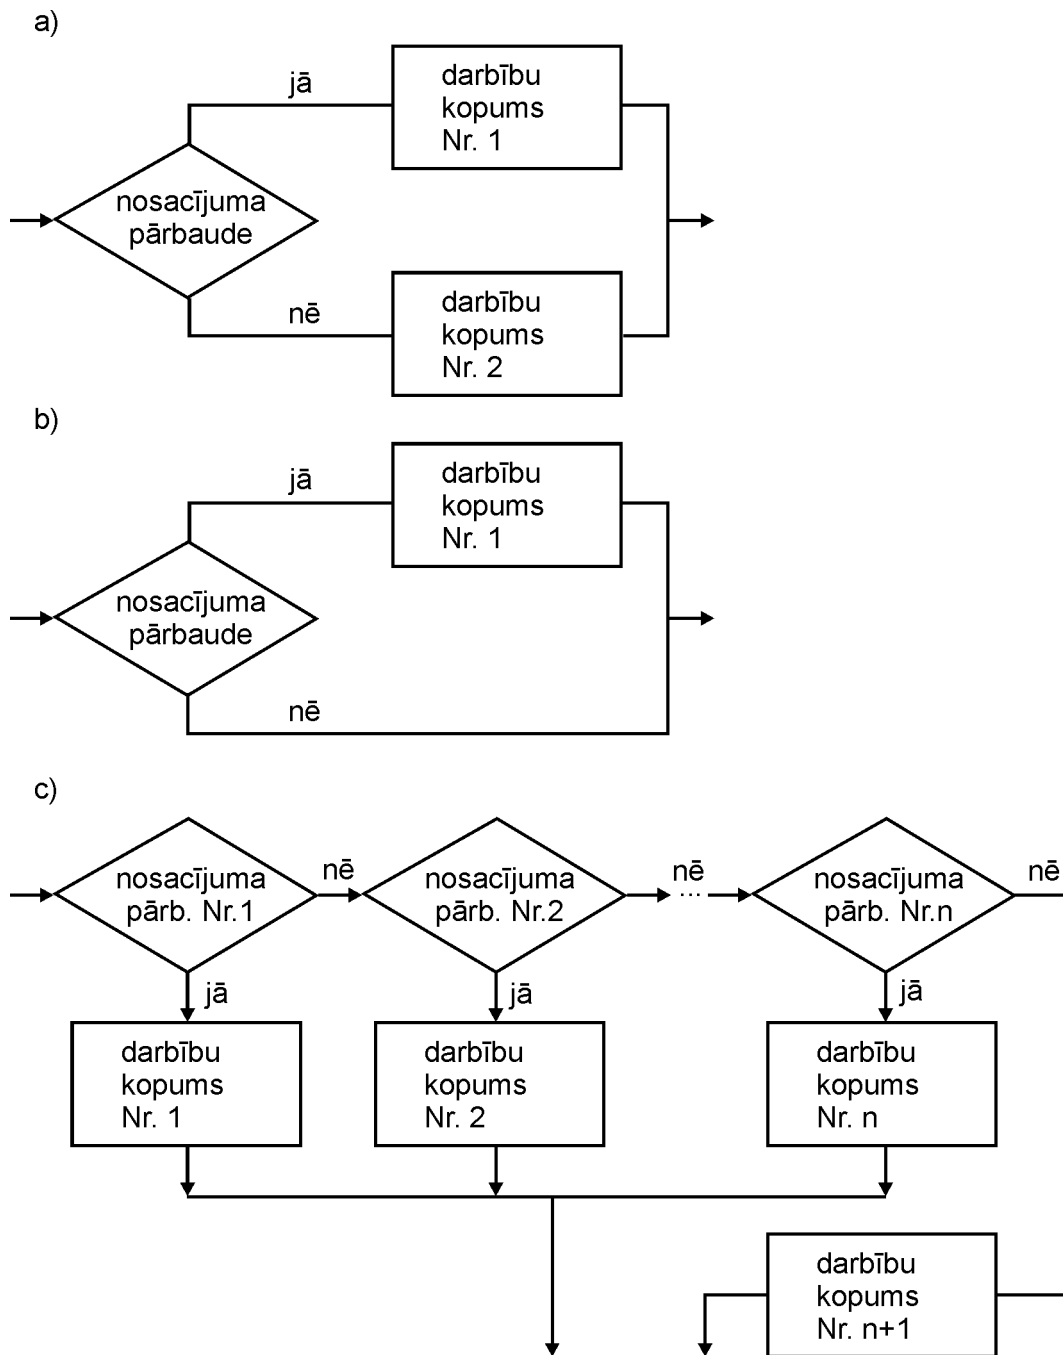 a)
jā
darbību
kopums
Nr. 1
nosacījuma
pārbaude
nē
darbību
kopums
Nr. 2
b)
jā
darbību
kopums
Nr. 1
nosacījuma
pārbaude
nē
c)
nosacījuma
pārb. Nr.1
nē
nosacījuma
pārb. Nr.2
nē
...
nosacījuma
pārb. Nr.n
nē
jā
jā
jā
darbību
kopums
Nr. 1
darbību
kopums
Nr. 2
darbību
kopums
Nr. n
darbību
kopums
Nr. n+1